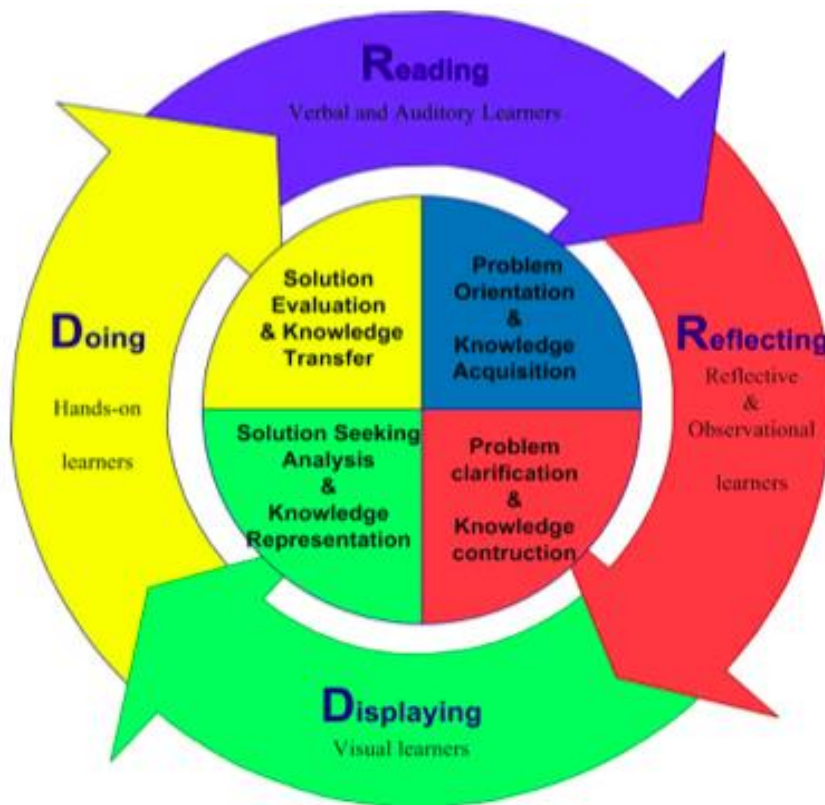 Reading
Verbal and Auditory Learners
Reflecting
Reflective
&
Observational
learners
Displaying
Visual learners
Doing
Hands-on
learners
Solution
Evaluation
& Knowledge
Transfer
Problem
Orientation
&
Knowledge
Acquisition
Problem
clarification
&
Knowledge
contruction
Solution Seeking
Analysis
&
Knowledge
Representation